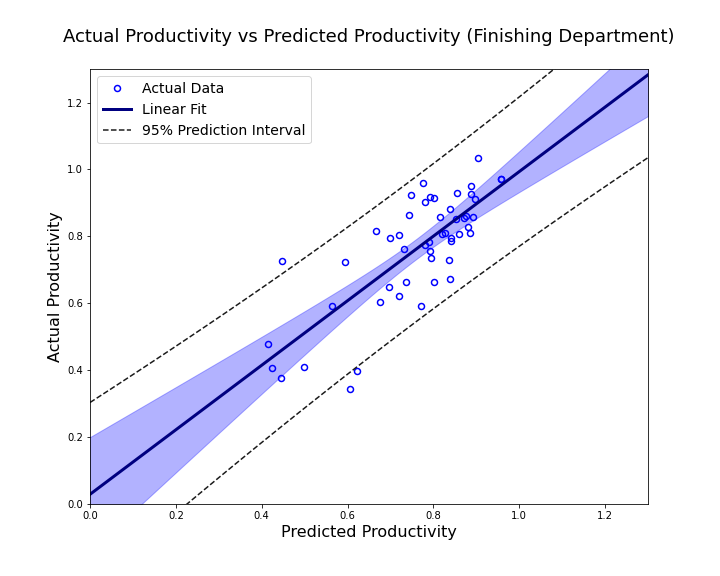 Actual Productivity vs Predicted Productivity (Finishing Department)
Actual Data
Linear Fit
95% Prediction Interval
Actual Productivity
1.2
1.0
0.8
0.6
0.4
0.2
0.0
0.0 0.2 0.4 0.6 0.8 1.0 1.2
Predicted Productivity